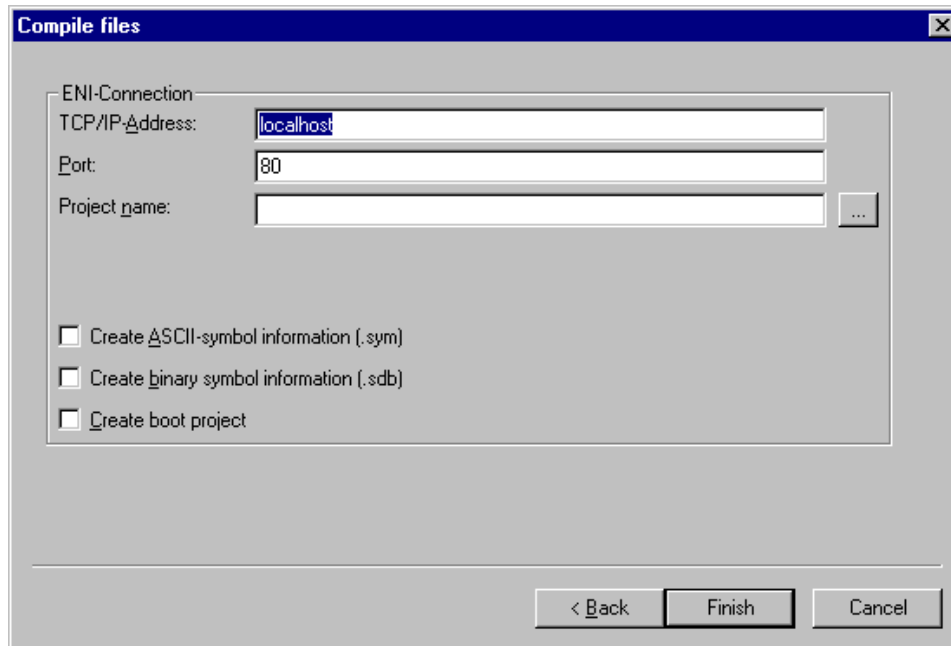 Compile files
ENI-Connection
TCP/IP-Address: localhost
Port: 80
Project name: ...
Create ASCII-symbol information (.sym)
Create binary symbol information (.sdb)
Create boot project
< Back Finish Cancel